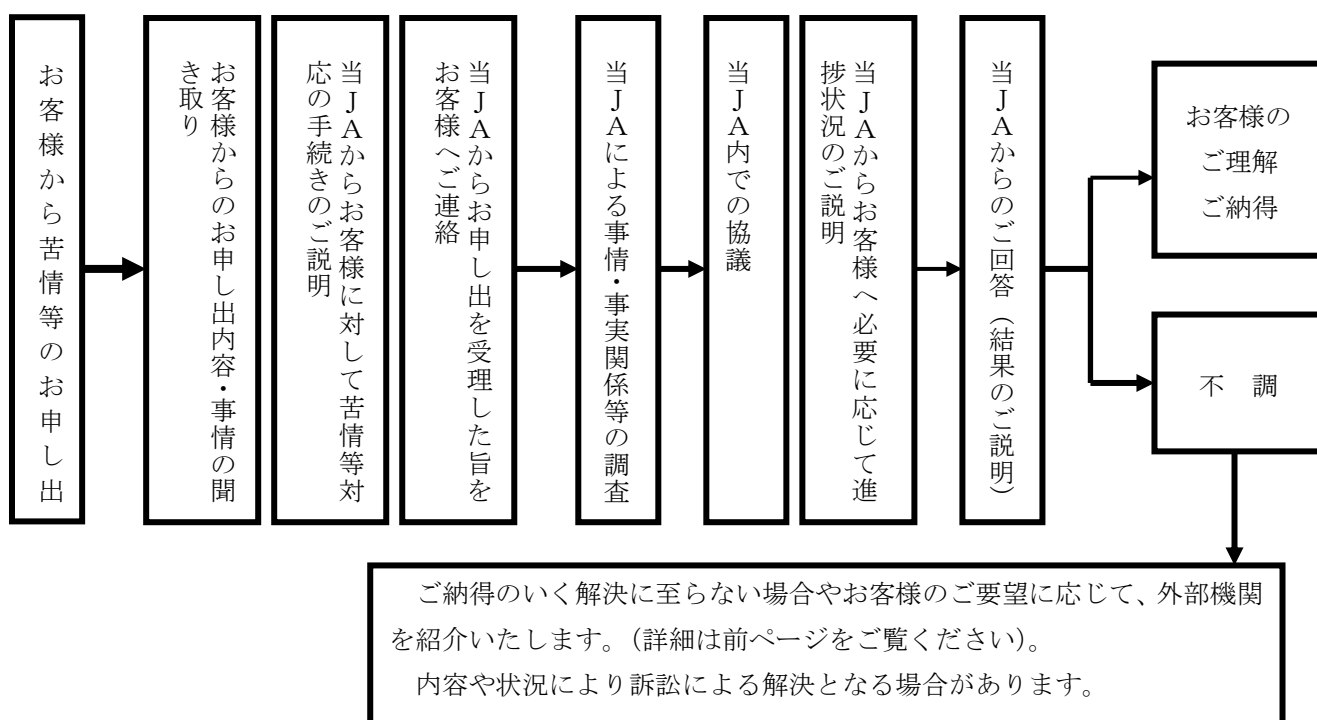 お客様から苦情等のお申し出
お客様からのお申し出内容・事情の聞
き取り
当JAからお客様に対して苦情等対
応の手続きのご説明
当JAからお申し出を受理した旨を
お客様へご連絡
当JAによる事情・事実関係等の調査
当JA内での協議
当JAからお客様へ必要に応じて進
捗状況のご説明
当JAからのご回答（結果のご説明）
お客様の
ご理解
ご納得
不　調
ご納得のいく解決に至らない場合やお客様のご要望に応じて、外部機関
を紹介いたします。（詳細は前ページをご覧ください）。
内容や状況により訴訟による解決となる場合があります。